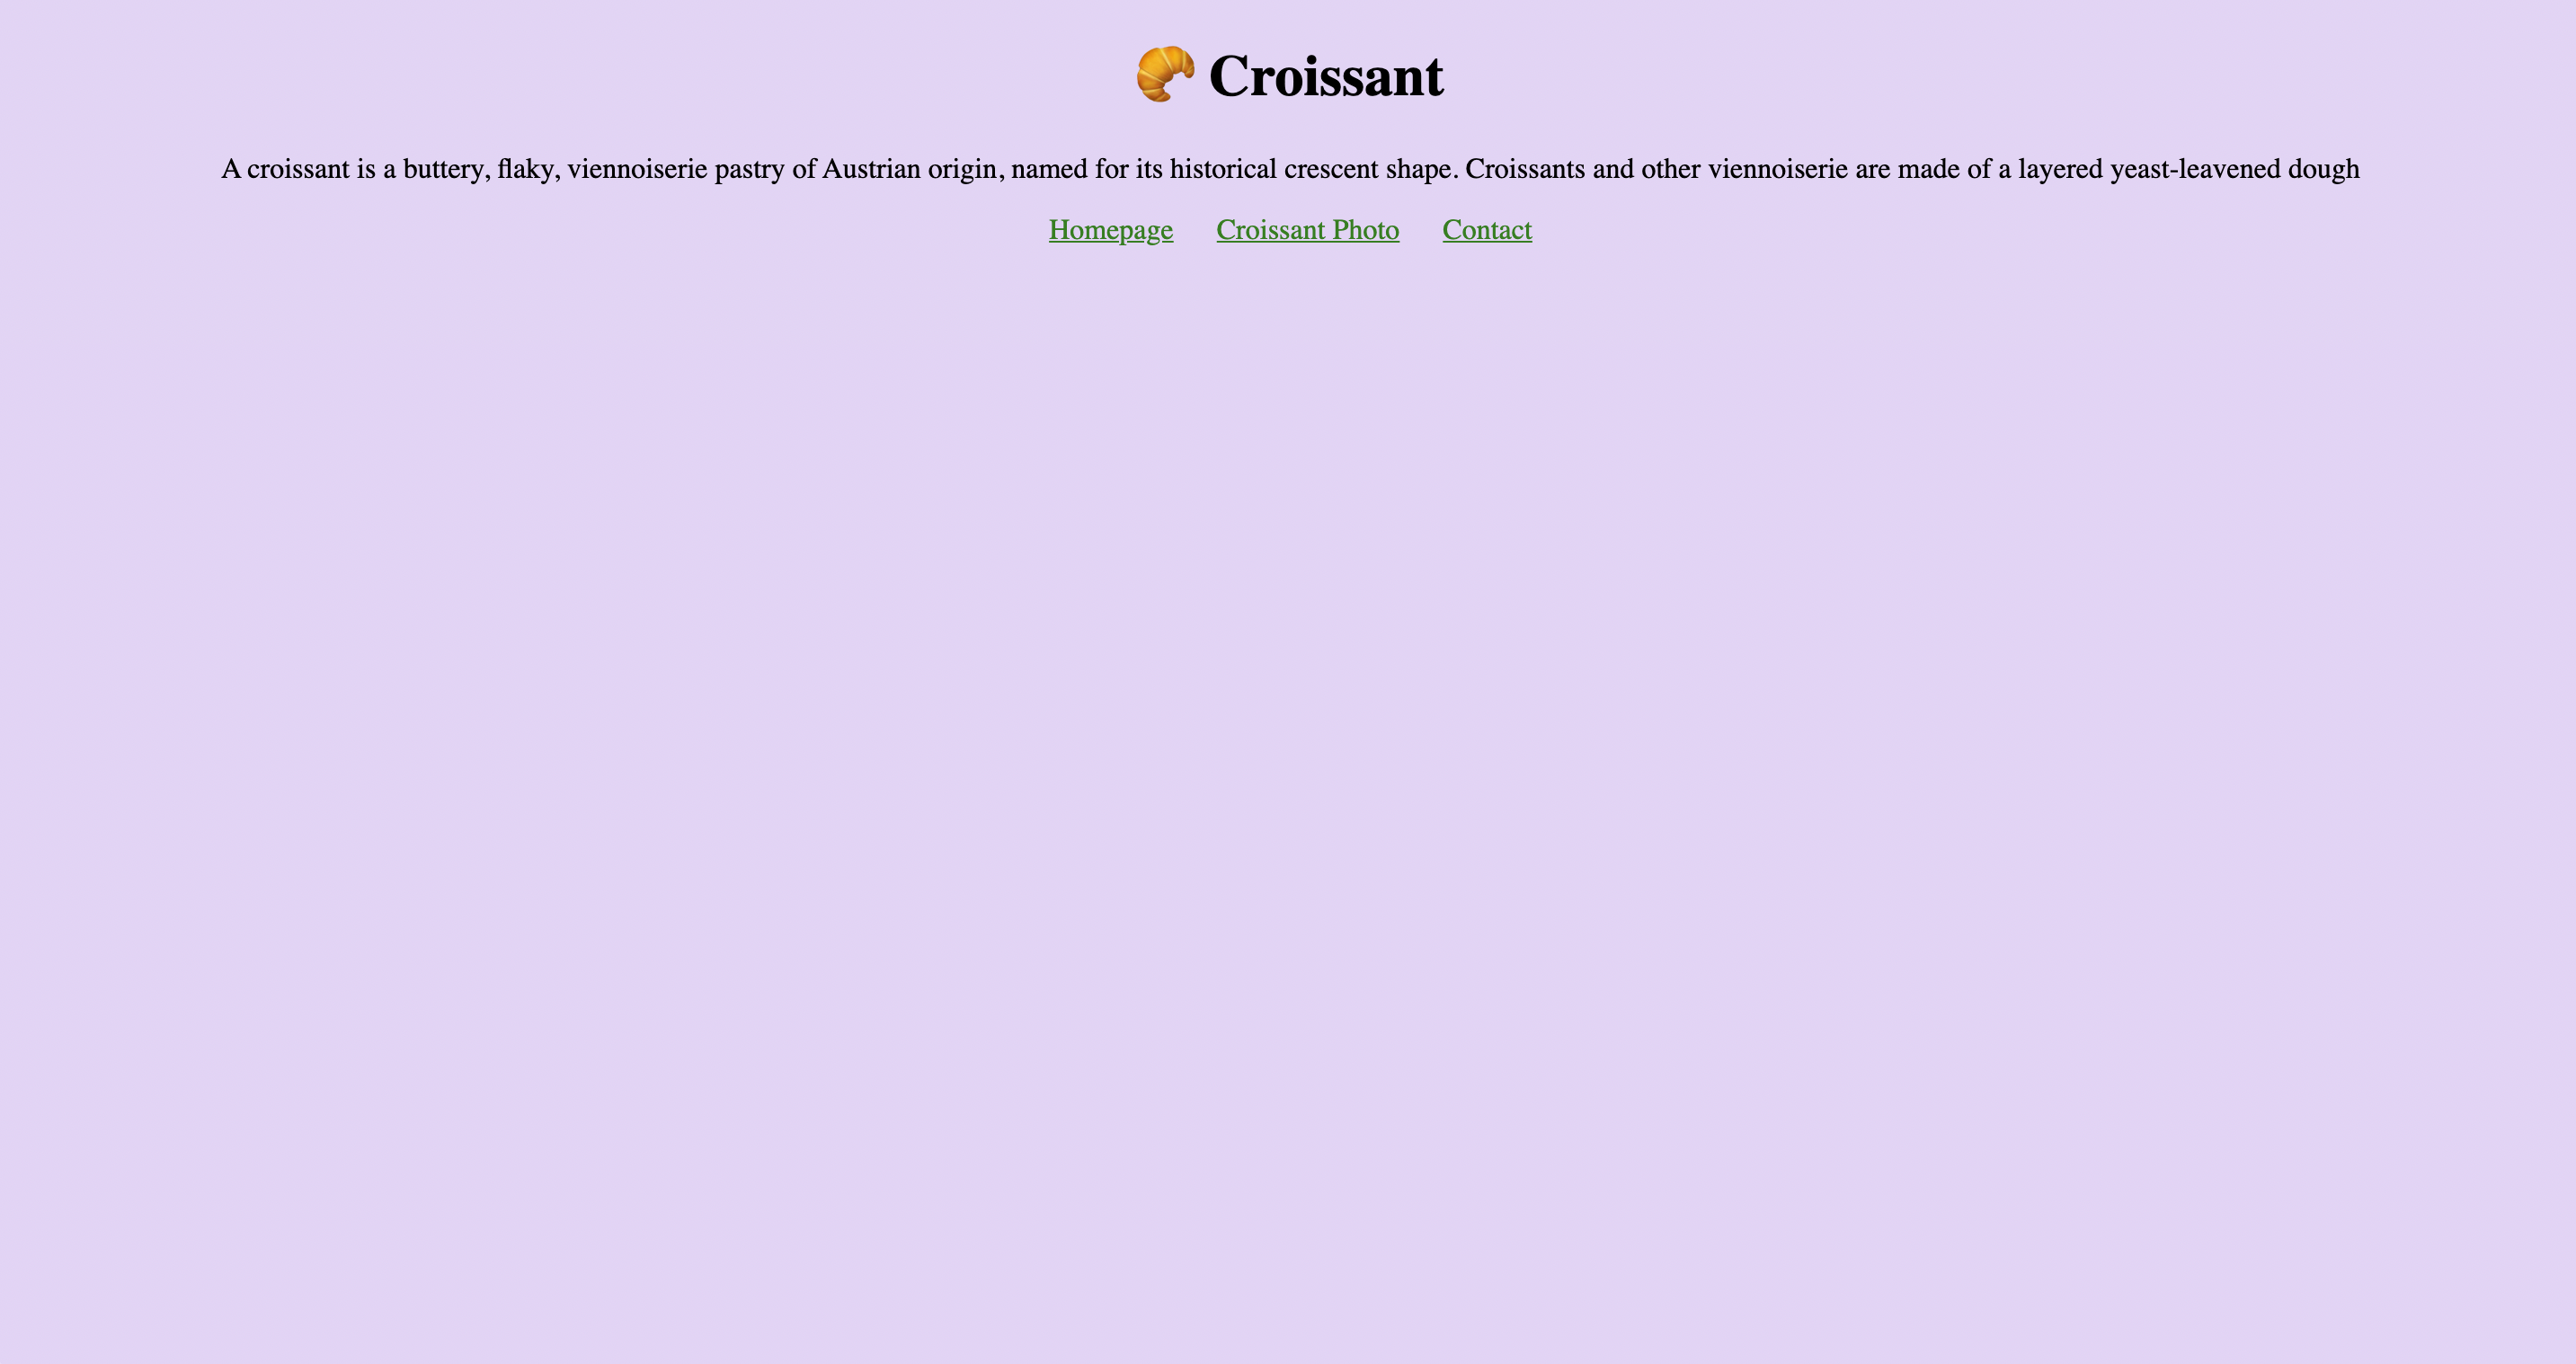 🥐 Croissant
A croissant is a buttery, flaky, viennoiserie pastry of Austrian origin, named for its historical crescent shape. Croissants and other viennoiserie are made of a layered yeast-leavened dough
Homepage Croissant Photo Contact